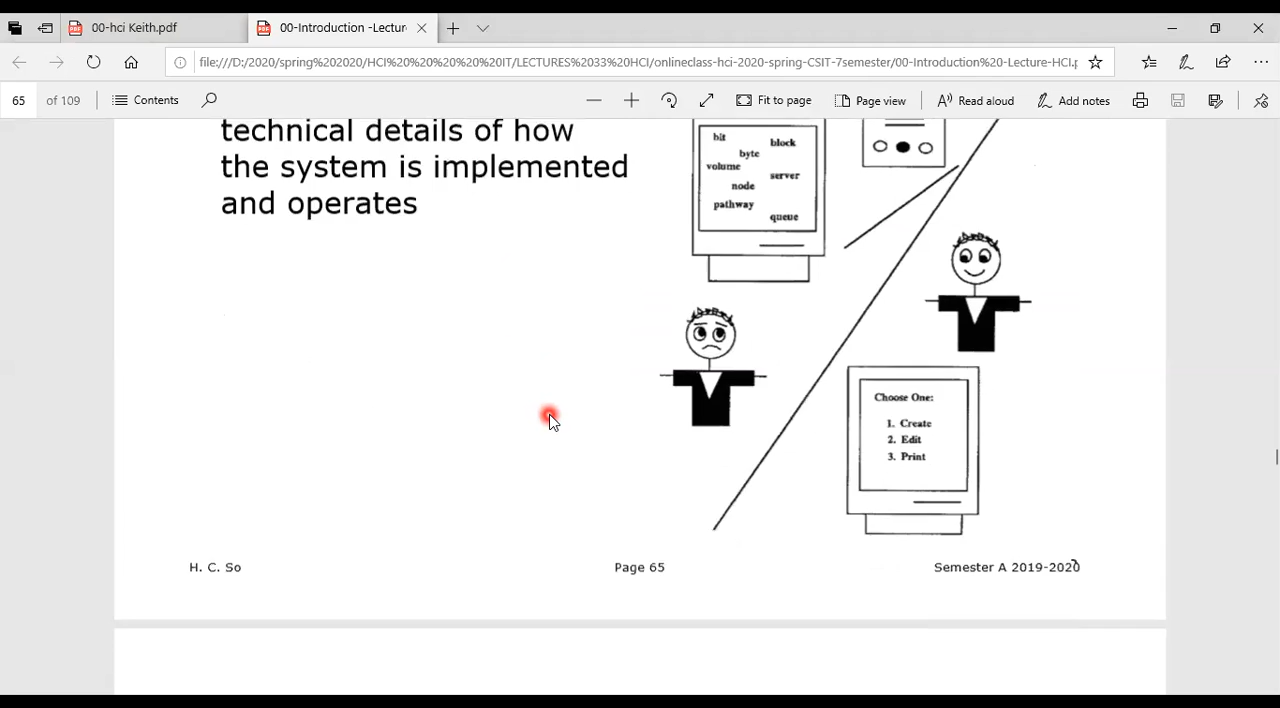 00-hci Keith.pdf
00-Introduction -Lectur
file:///D:/2020/spring%202020/HCI%20%20%20%20%20IT/LECTURES%2033%20HCI/onlineclass-hci-2020-spring-CSIT-7semester/00-Introduction%20-Lecture-HCI.p
65 of 109
Contents
Fit to page
Page view
Read aloud
Add notes
technical details of how
the system is implemented
and operates
bit
block
byte
volume
server
node
pathway
queue
Choose One:
1. Create
2. Edit
3. Print
H. C. So
Page 65
Semester A 2019-2020